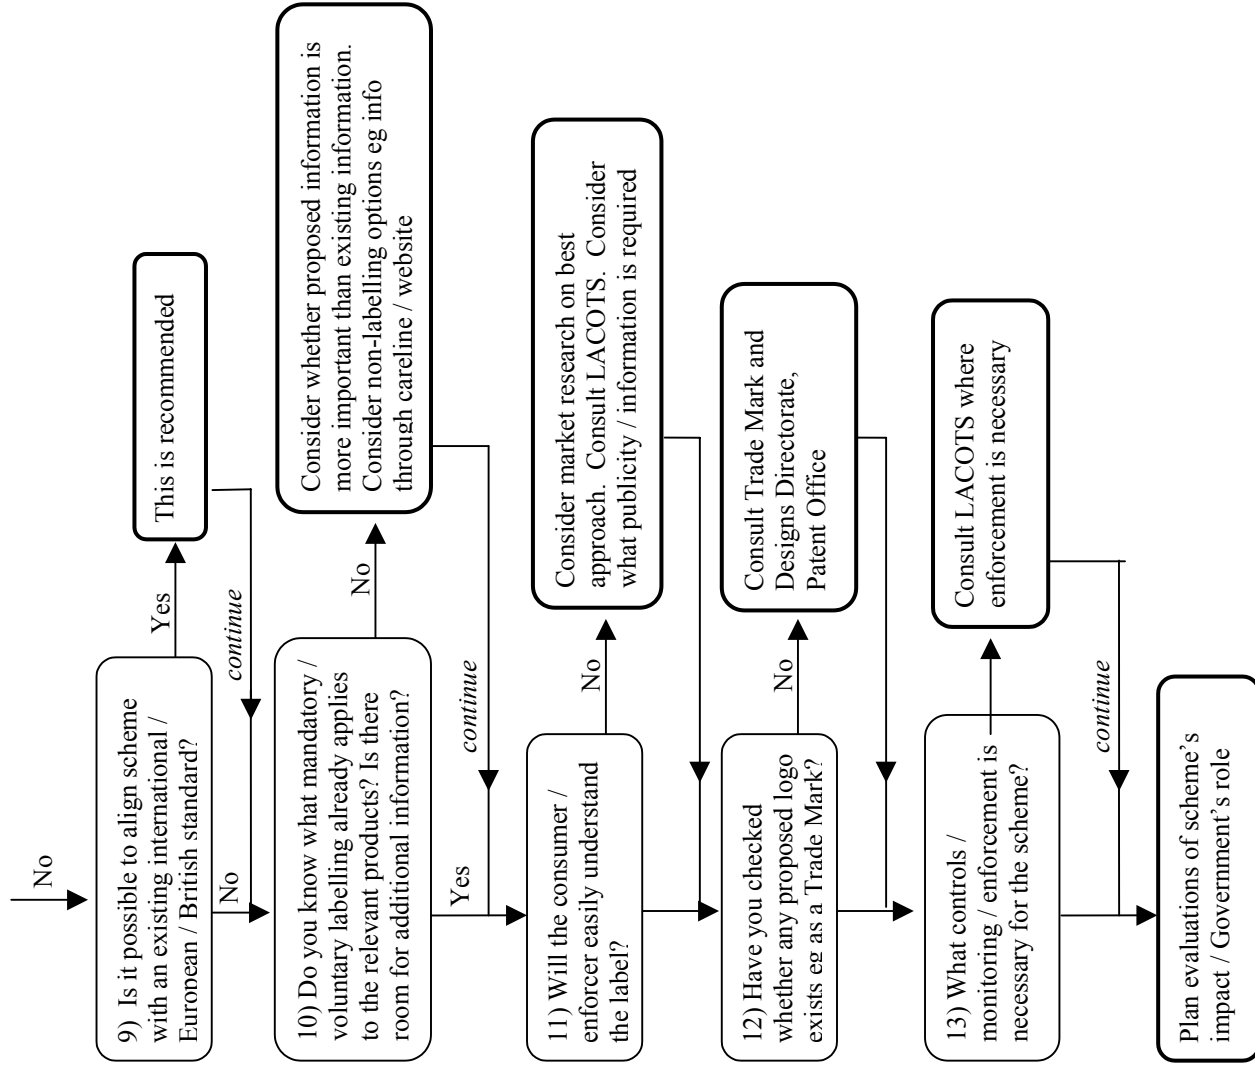 No
9) Is it possible to align scheme
with an existing international /
European / British standard?
Yes
This is recommended
continue
No
10) Do you know what mandatory /
voluntary labelling already applies
to the relevant products? Is there
room for additional information?
No
Consider whether proposed information is
more important than existing information.
Consider non-labelling options eg info
through careline / website
continue
Yes
11) Will the consumer /
enforcer easily understand
the label?
No
Consider market research on best
approach. Consult LACOTS. Consider
what publicity / information is required
12) Have you checked
whether any proposed logo
exists eg as a Trade Mark?
No
Consult Trade Mark and
Designs Directorate,
Patent Office
13) What controls /
monitoring / enforcement is
necessary for the scheme?
Consult LACOTS where
enforcement is necessary
continue
Plan evaluations of scheme's
impact / Government's role